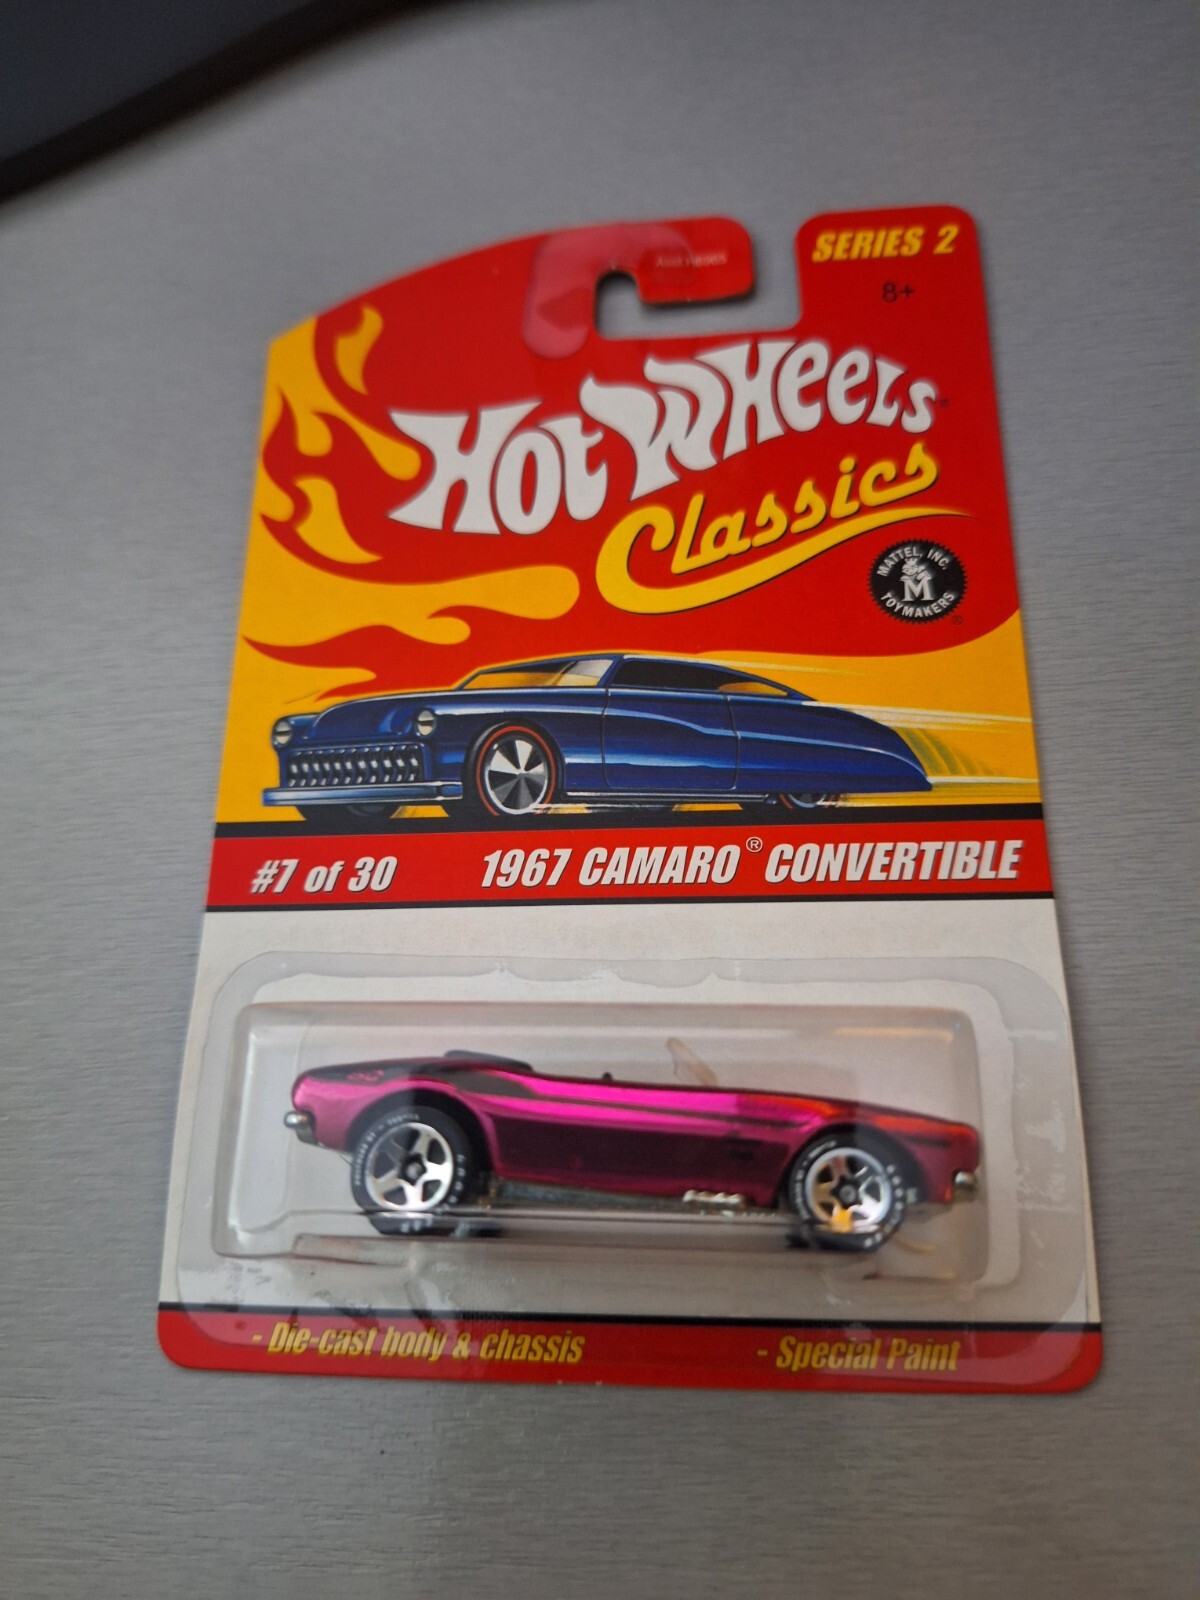 SERIES 2
8+
Hot Wheels
Classics
MATTEL, INC.
M
TOYMAKERS
®
#7 of 30
1967 CAMARO® CONVERTIBLE
- Die-cast body & chassis
- Special Paint